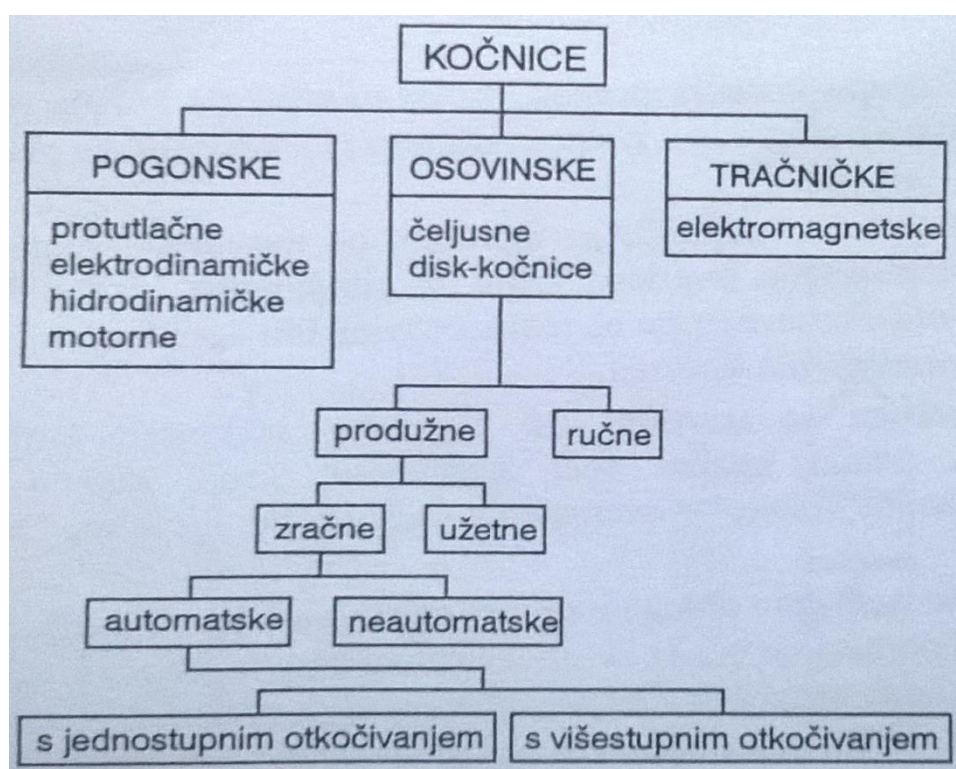 KOČNICE
POGONSKE
protutlačne
elektrodinamičke
hidrodinamičke
motorne
OSOVINSKE
čeljusne
disk-kočnice
TRAČNIČKE
elektromagnetske
produžne
ručne
zračne
užetne
automatske
neautomatske
s jednostupnim otkočivanjem
s višestupnim otkočivanjem